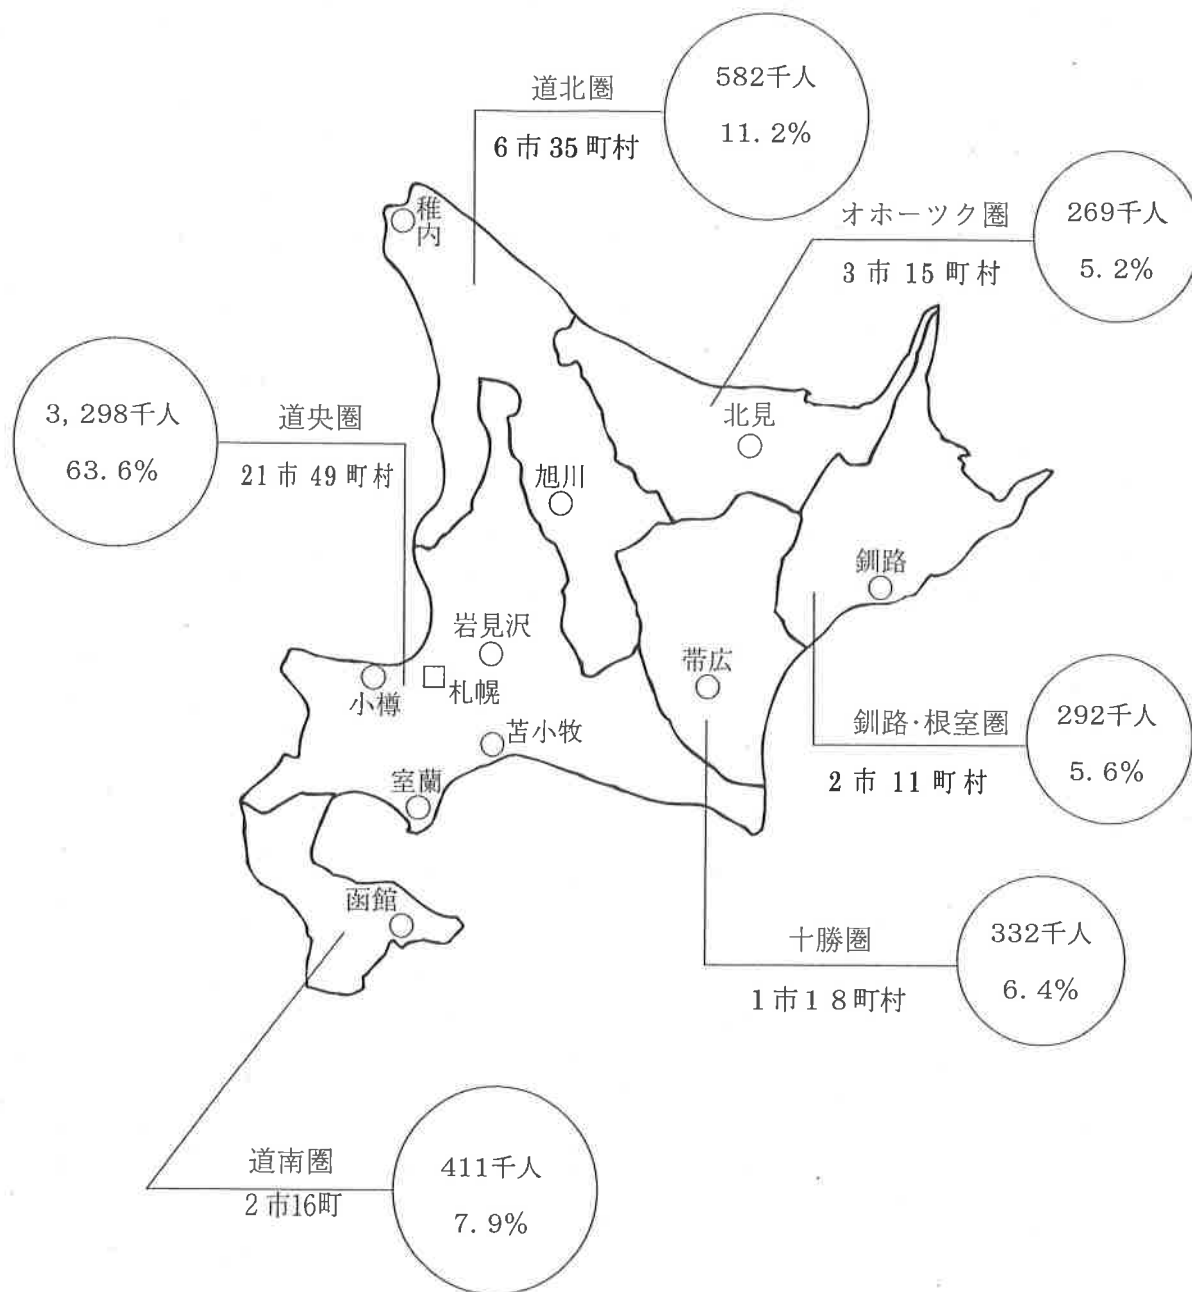 道北圏
6市35町村
582千人
11.2%
オホーツク圏
3市15町村
269千人
5.2%
稚内
3,298千人
63.6%
道央圏
21市49町村
北見
旭川
釧路
岩見沢
帯広
小樽
札幌
苫小牧
室蘭
釧路・根室圏
2市11町村
292千人
5.6%
函館
十勝圏
1市18町村
332千人
6.4%
道南圏
2市16町
411千人
7.9%